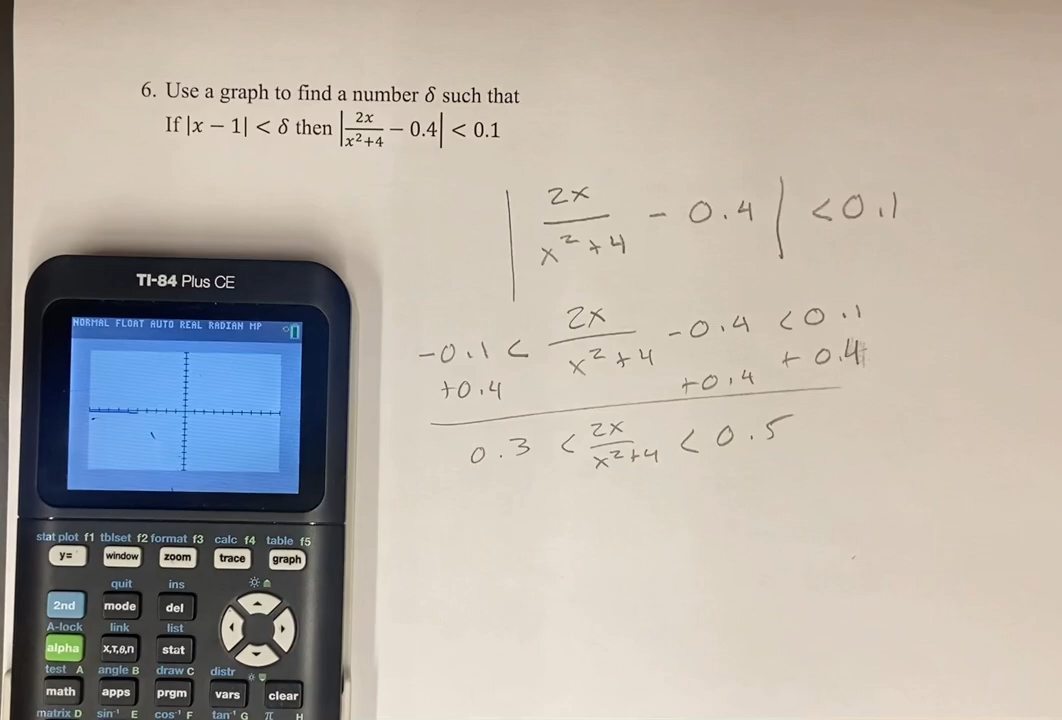 6. Use a graph to find a number δ such that
If |x − 1| < δ then |2x/x²+4 − 0.4| < 0.1
| 2x/x²+4 - 0.4 | < 0.1
-0.1 < 2x/x²+4 - 0.4 < 0.1
+0.4 +0.4 + 0.4
0.3 < 2x/x²+4 < 0.5
TI-84 Plus CE
NORMAL FLOAT AUTO REAL RADIAN MP
stat plot f1 tblset f2 format f3 calc f4 table f5
y= window zoom trace graph
quit ins
2nd mode del
A-lock link list
alpha X,T,θ,n stat
test A angle B draw C distr
math apps prgm vars clear
matrix D sin⁻¹ E cos⁻¹ F tan⁻¹ G π H